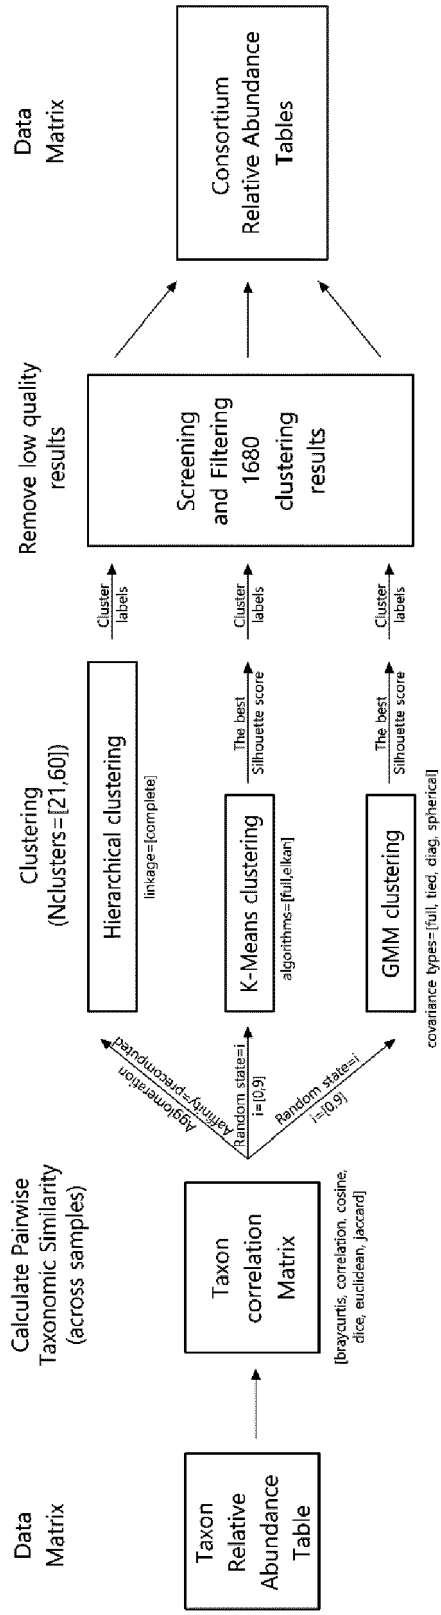 Data
Matrix
Taxon
Relative
Abundance
Table
Calculate Pairwise
Taxonomic Similarity
(across samples)
Taxon
correlation
Matrix
[braycurtis, correlation, cosine,
dice, euclidean, jaccard]
Agglomeration
Aaffinity=precomputed
Random state=i
i=[0,9]
Random state=i
i=[0,9]
Clustering
(Nclusters=[21,60])
Hierarchical clustering
linkage=[complete]
K-Means clustering
algorithms=[full,elkan]
GMM clustering
covariance types=[full, tied, diag, spherical]
The best
Silhouette score
The best
Silhouette score
Cluster
labels
Cluster
labels
Cluster
labels
Remove low quality
results
Screening
and Filtering
1680
clustering
results
Data
Matrix
Consortium
Relative Abundance
Tables